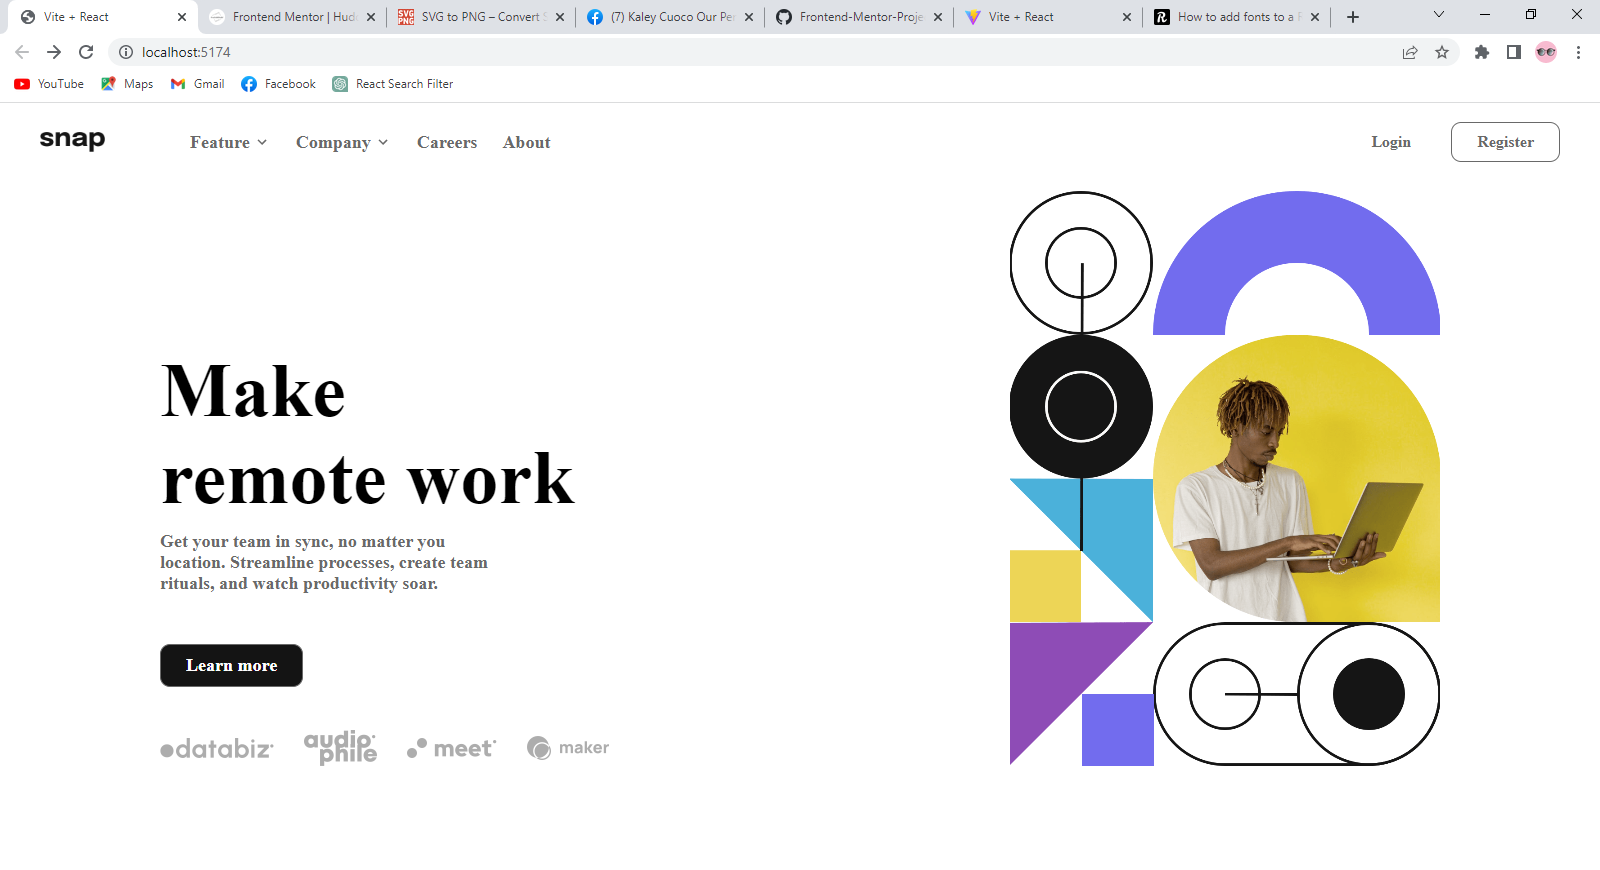 Vite + React
Frontend Mentor | Hud
SVG to PNG – Convert S
(7) Kaley Cuoco Our Per
Frontend-Mentor-Proje
Vite + React
How to add fonts to a
localhost:5174
YouTube
Maps
Gmail
Facebook
React Search Filter
snap
Feature
Company
Careers
About
Login
Register
Make
remote work
Get your team in sync, no matter you
location. Streamline processes, create team
rituals, and watch productivity soar.
Learn more
databiz
audiophile
meet
maker